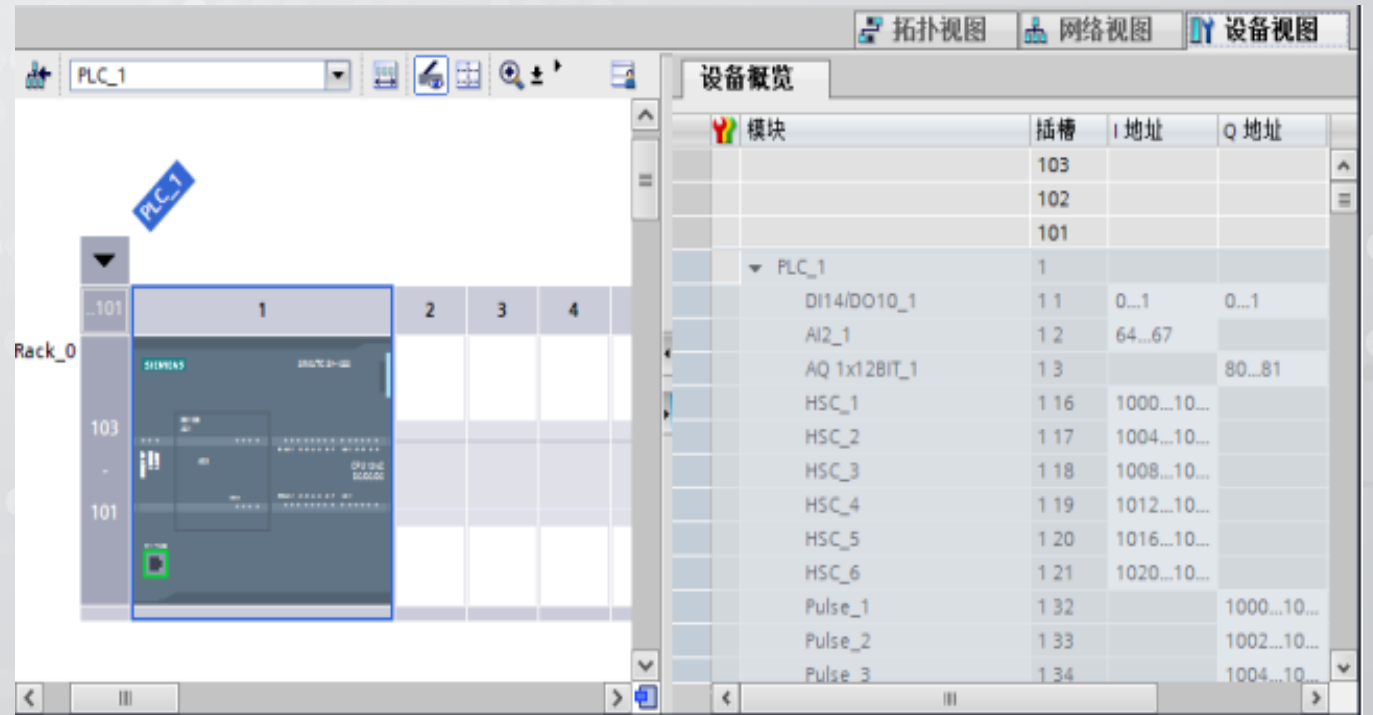 拓扑视图 网络视图 设备视图
PLC_1
设备概览
模块 插槽 I 地址 Q 地址
103
102
101
PLC_1 1
DI14/DO10_1 1 1 0...1 0...1
AI2_1 1 2 64...67
AQ 1x12BIT_1 1 3 80...81
HSC_1 1 16 1000...10...
HSC_2 1 17 1004...10...
HSC_3 1 18 1008...10...
HSC_4 1 19 1012...10...
HSC_5 1 20 1016...10...
HSC_6 1 21 1020...10...
Pulse_1 1 32 1000...10...
Pulse_2 1 33 1002...10...
Pulse_3 1 34 1004...10...
PLC_1
...101 1 2 3 4
Rack_0
SIEMENS
103
-
101